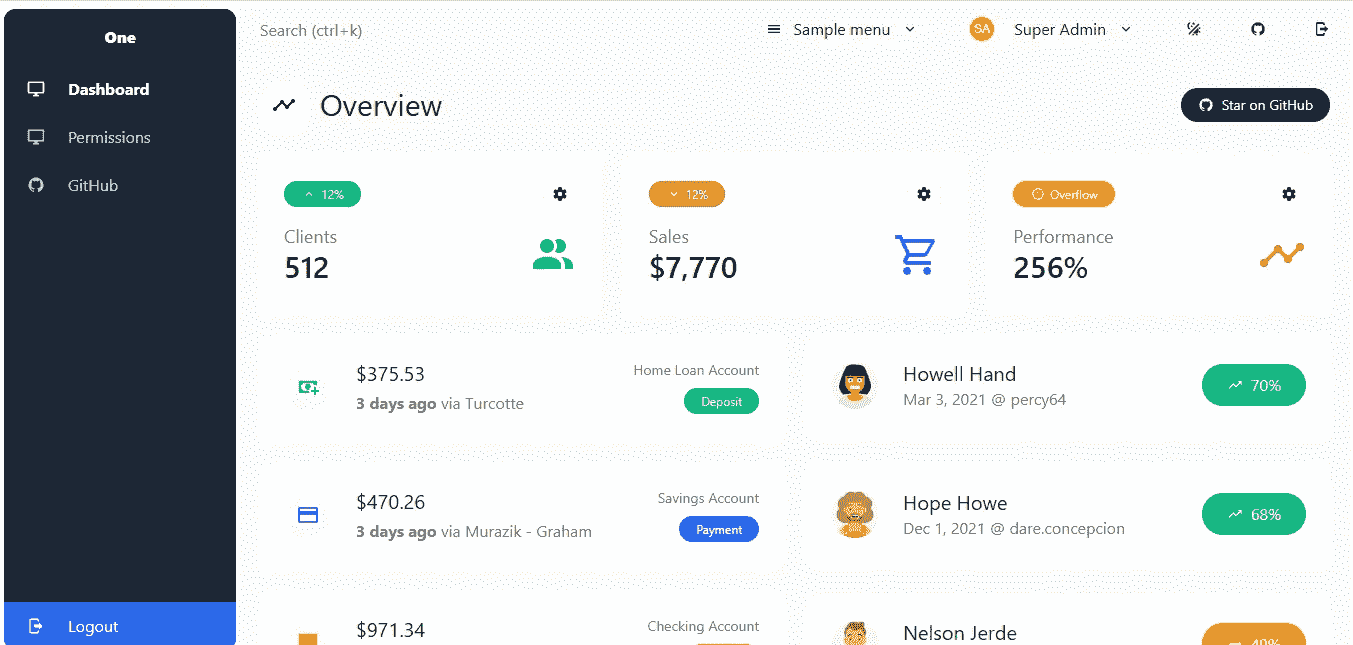 One
Dashboard
Permissions
GitHub
Logout
Search (ctrl+k)
Sample menu
SA
Super Admin
Overview
Star on GitHub
12%
Clients
512
12%
Sales
$7,770
Overflow
Performance
256%
$375.53
3 days ago via Turcotte
Home Loan Account
Deposit
$470.26
3 days ago via Murazik - Graham
Savings Account
Payment
$971.34
Checking Account
Howell Hand
Mar 3, 2021 @ percy64
70%
Hope Howe
Dec 1, 2021 @ dare.concepcion
68%
Nelson Jerde